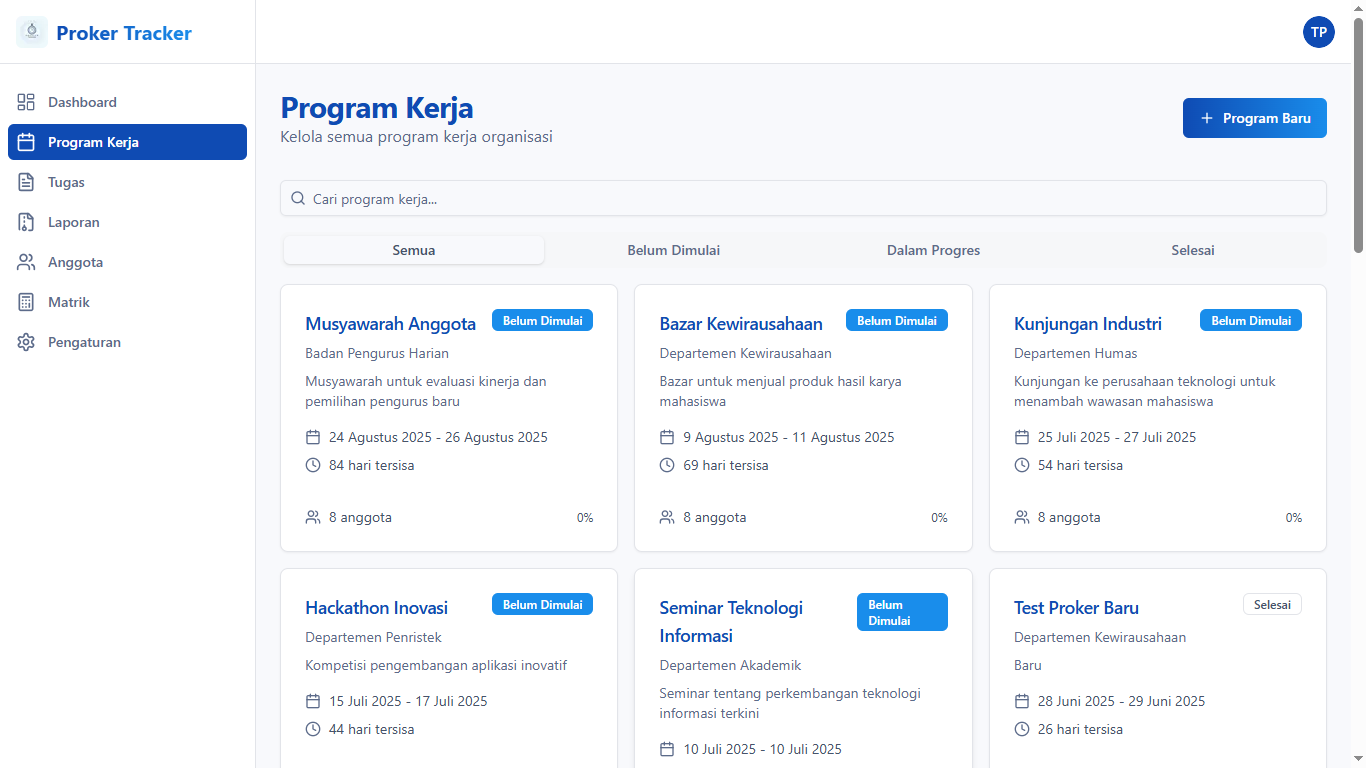 Proker Tracker
TP
Dashboard
Program Kerja
Tugas
Laporan
Anggota
Matrik
Pengaturan
Program Kerja
Kelola semua program kerja organisasi
Program Baru
Cari program kerja...
Semua
Belum Dimulai
Dalam Progres
Selesai
Musyawarah Anggota
Belum Dimulai
Badan Pengurus Harian
Musyawarah untuk evaluasi kinerja dan
pemilihan pengurus baru
24 Agustus 2025 - 26 Agustus 2025
84 hari tersisa
8 anggota
0%
Bazar Kewirausahaan
Belum Dimulai
Departemen Kewirausahaan
Bazar untuk menjual produk hasil karya
mahasiswa
9 Agustus 2025 - 11 Agustus 2025
69 hari tersisa
8 anggota
0%
Kunjungan Industri
Belum Dimulai
Departemen Humas
Kunjungan ke perusahaan teknologi untuk
menambah wawasan mahasiswa
25 Juli 2025 - 27 Juli 2025
54 hari tersisa
8 anggota
0%
Hackathon Inovasi
Belum Dimulai
Departemen Penristek
Kompetisi pengembangan aplikasi inovatif
15 Juli 2025 - 17 Juli 2025
44 hari tersisa
Seminar Teknologi
Informasi
Belum
Dimulai
Departemen Akademik
Seminar tentang perkembangan teknologi
informasi terkini
10 Juli 2025 - 10 Juli 2025
Test Proker Baru
Selesai
Departemen Kewirausahaan
Baru
28 Juni 2025 - 29 Juni 2025
26 hari tersisa